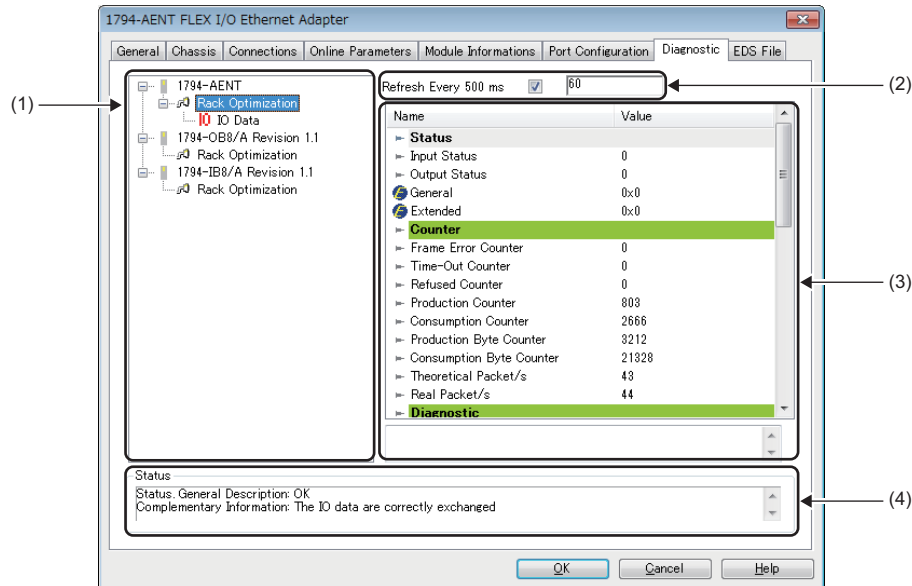 1794-AENT FLEX I/O Ethernet Adapter
General Chassis Connections Online Parameters Module Informations Port Configuration Diagnostic EDS File
(1)
1794-AENT
Rack Optimization
IO IO Data
1794-OB8/A Revision 1.1
Rack Optimization
1794-IB8/A Revision 1.1
Rack Optimization
Refresh Every 500 ms 60
(2)
Name Value
Status
Input Status 0
Output Status 0
General 0x0
Extended 0x0
Counter
Frame Error Counter 0
Time-Out Counter 0
Refused Counter 0
Production Counter 803
Consumption Counter 2666
Production Byte Counter 3212
Consumption Byte Counter 21328
Theoretical Packet/s 43
Real Packet/s 44
Diagnostic
(3)
Status
Status. General Description: OK
Complementary Information: The IO data are correctly exchanged
(4)
OK Cancel Help